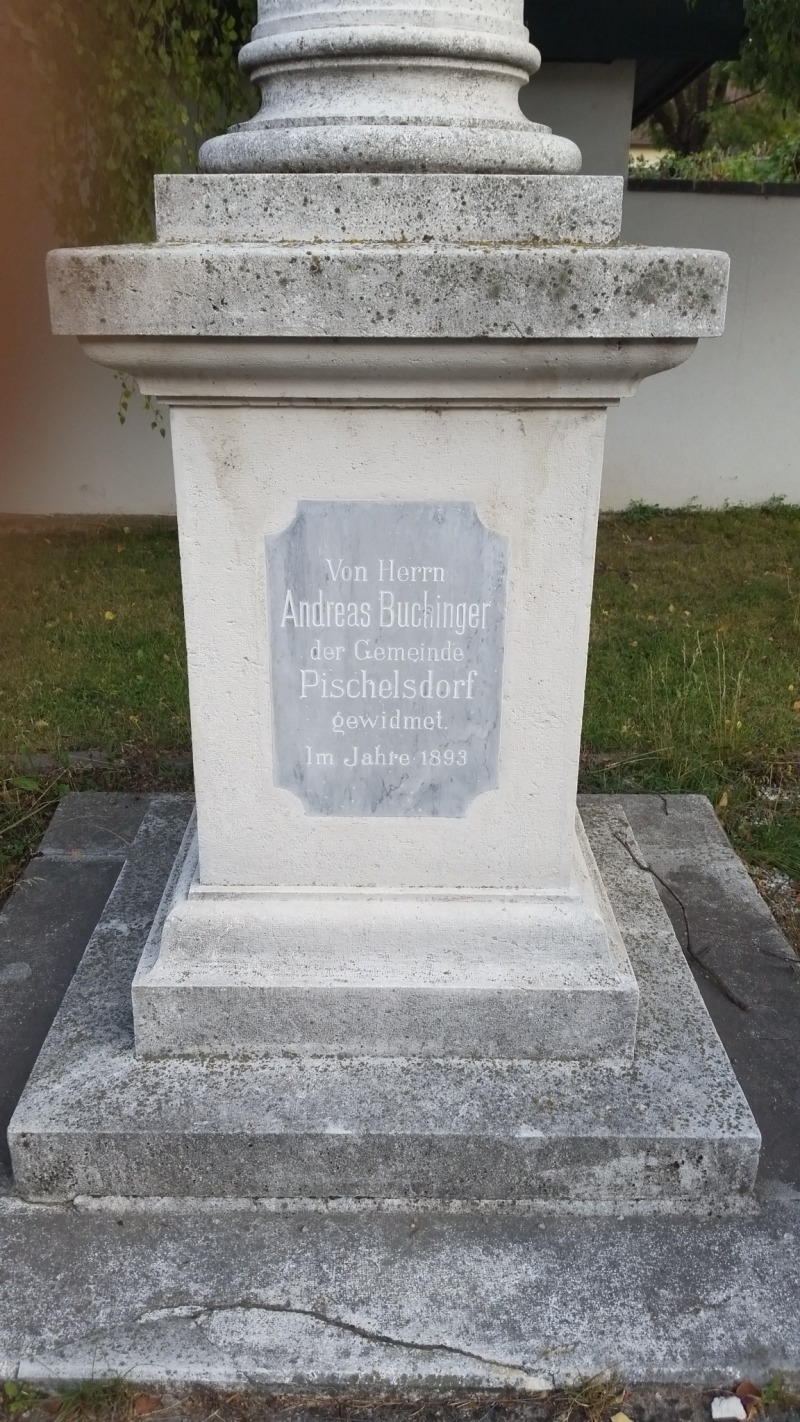 Von Herrn
Andreas Buchinger
der Gemeinde
Pischelsdorf
gewidmet.
Im Jahre 1893